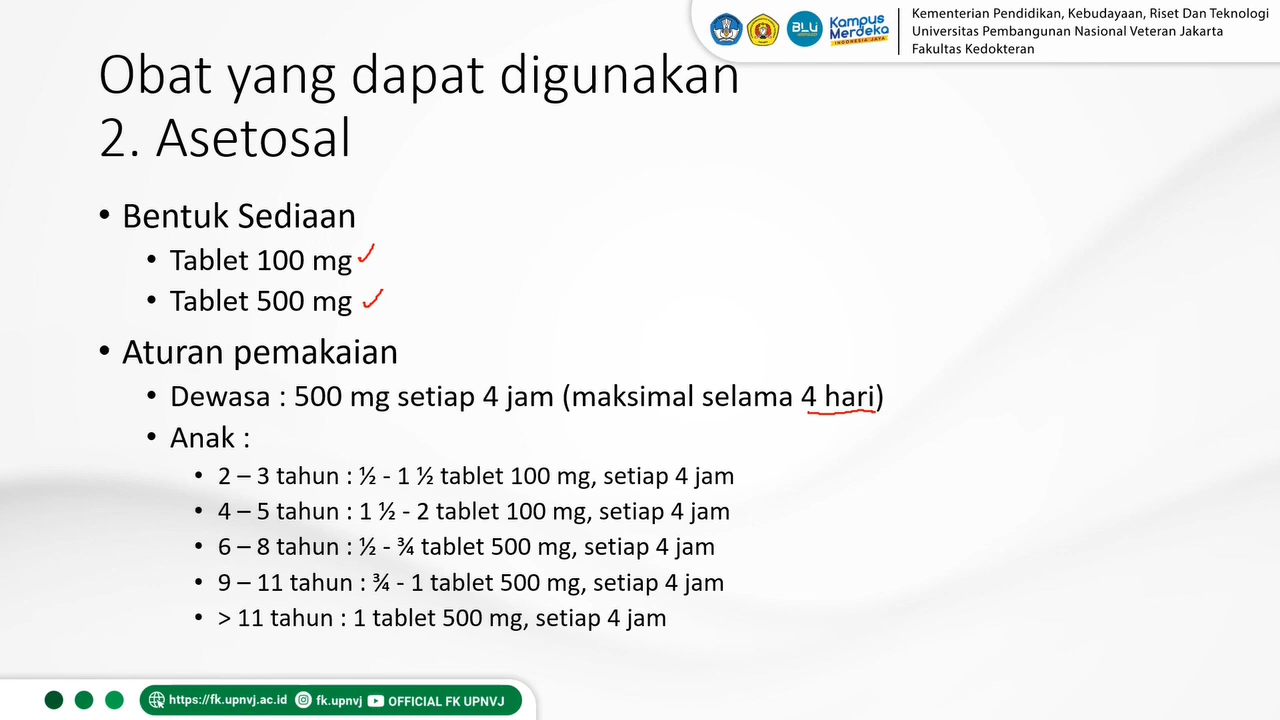 BLU
Kampus
Merdeka
INDONESIA JAYA
Kementerian Pendidikan, Kebudayaan, Riset Dan Teknologi
Universitas Pembangunan Nasional Veteran Jakarta
Fakultas Kedokteran
Obat yang dapat digunakan
2. Asetosal
• Bentuk Sediaan
• Tablet 100 mg
• Tablet 500 mg
• Aturan pemakaian
• Dewasa : 500 mg setiap 4 jam (maksimal selama 4 hari)
• Anak :
• 2 – 3 tahun : ½ - 1 ½ tablet 100 mg, setiap 4 jam
• 4 – 5 tahun : 1 ½ - 2 tablet 100 mg, setiap 4 jam
• 6 – 8 tahun : ½ - ¾ tablet 500 mg, setiap 4 jam
• 9 – 11 tahun : ¾ - 1 tablet 500 mg, setiap 4 jam
• > 11 tahun : 1 tablet 500 mg, setiap 4 jam
https://fk.upnvj.ac.id fk.upnvj OFFICIAL FK UPNVJ